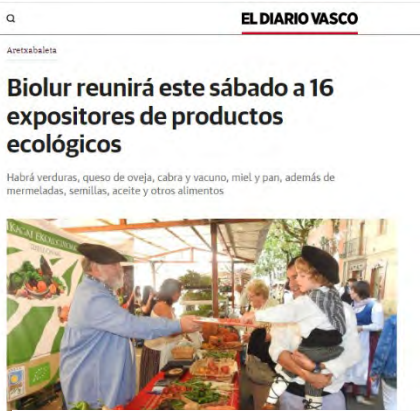 EL DIARIO VASCO
Aretxabaleta
Biolur reunirá este sábado a 16
expositores de productos
ecológicos
Habrá verduras, queso de oveja, cabra y vacuno, miel y pan, además de
mermeladas, semillas, aceite y otros alimentos